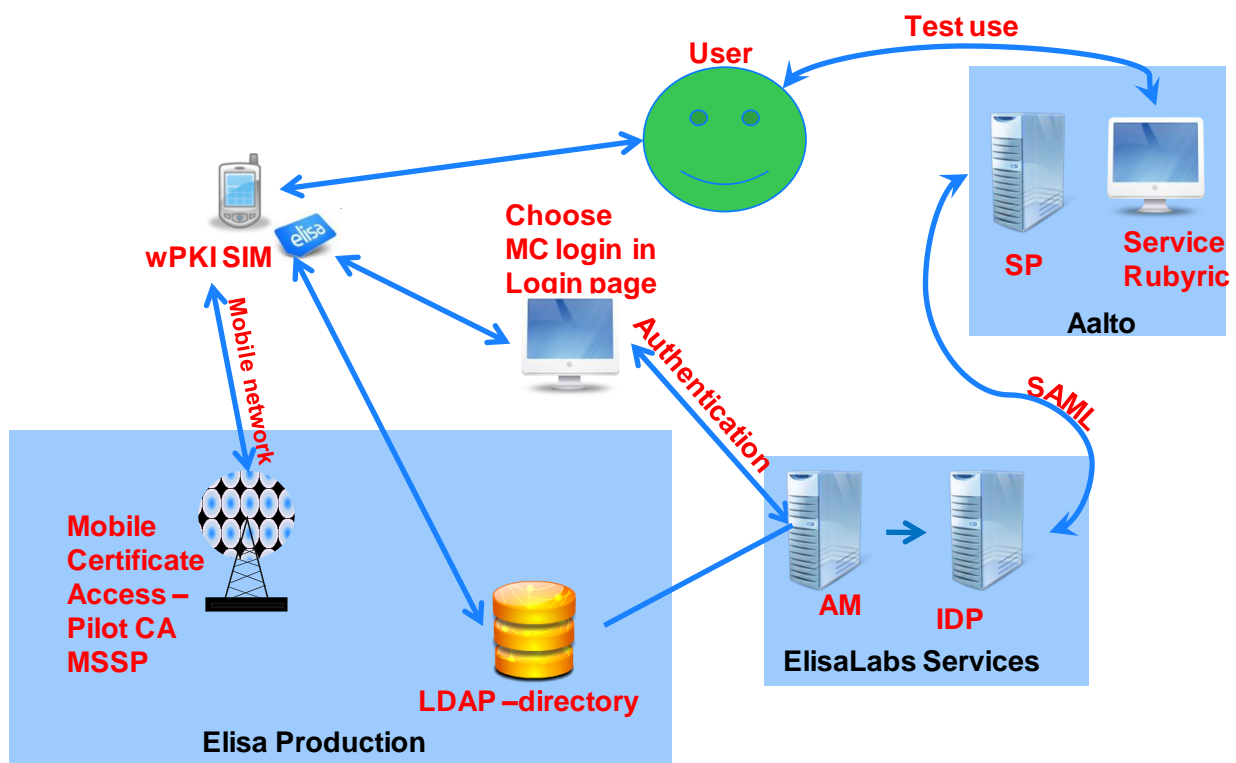 Test use
User
Choose
MC login in
Login page
elisa
wPKI SIM
SP
Service
Rubyric
Aalto
Mobile network
Authentication
SAML
Mobile
Certificate
Access –
Pilot CA
MSSP
AM
IDP
ElisaLabs Services
LDAP –directory
Elisa Production